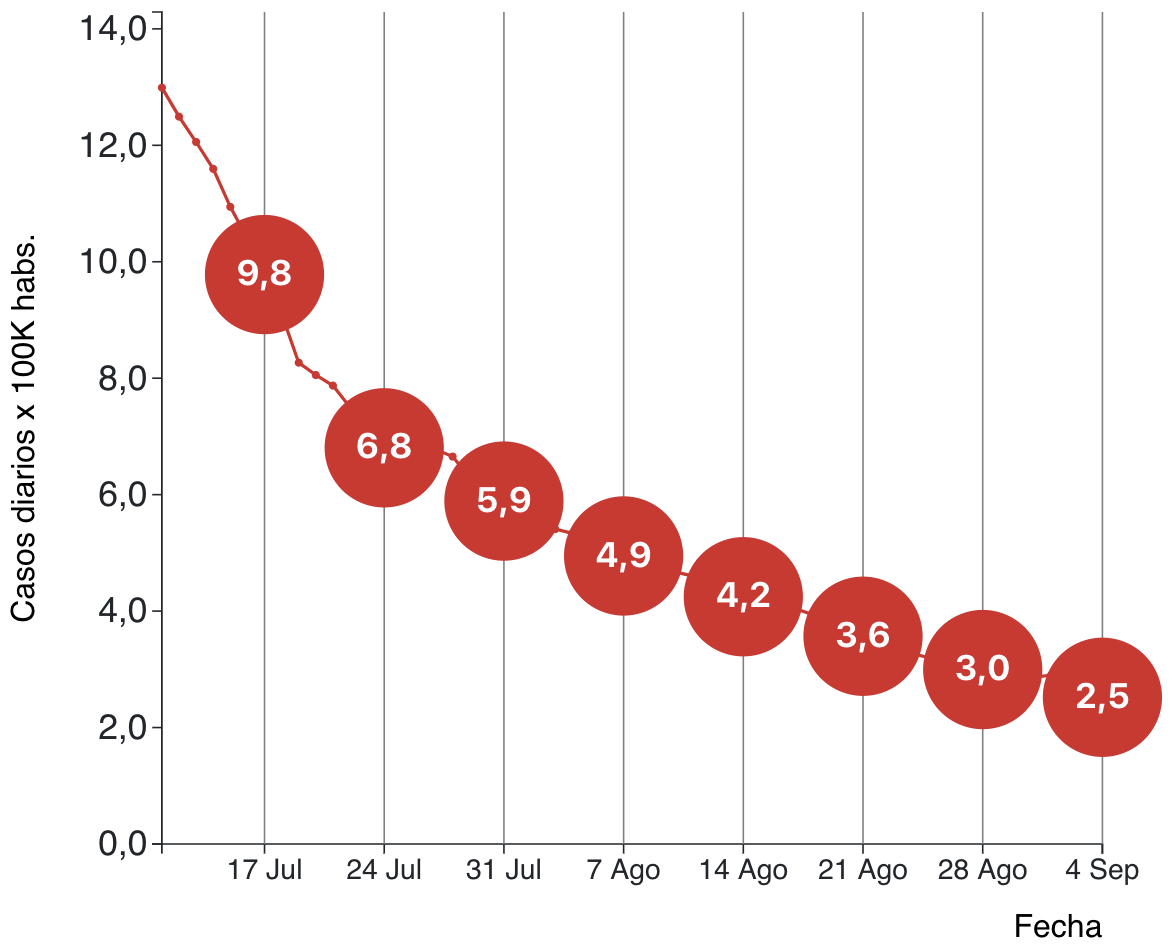 14,0
12,0
10,0
8,0
6,0
4,0
2,0
0,0
Casos diarios x 100K habs.
9,8
6,8
5,9
4,9
4,2
3,6
3,0
2,5
17 Jul
24 Jul
31 Jul
7 Ago
14 Ago
21 Ago
28 Ago
4 Sep
Fecha